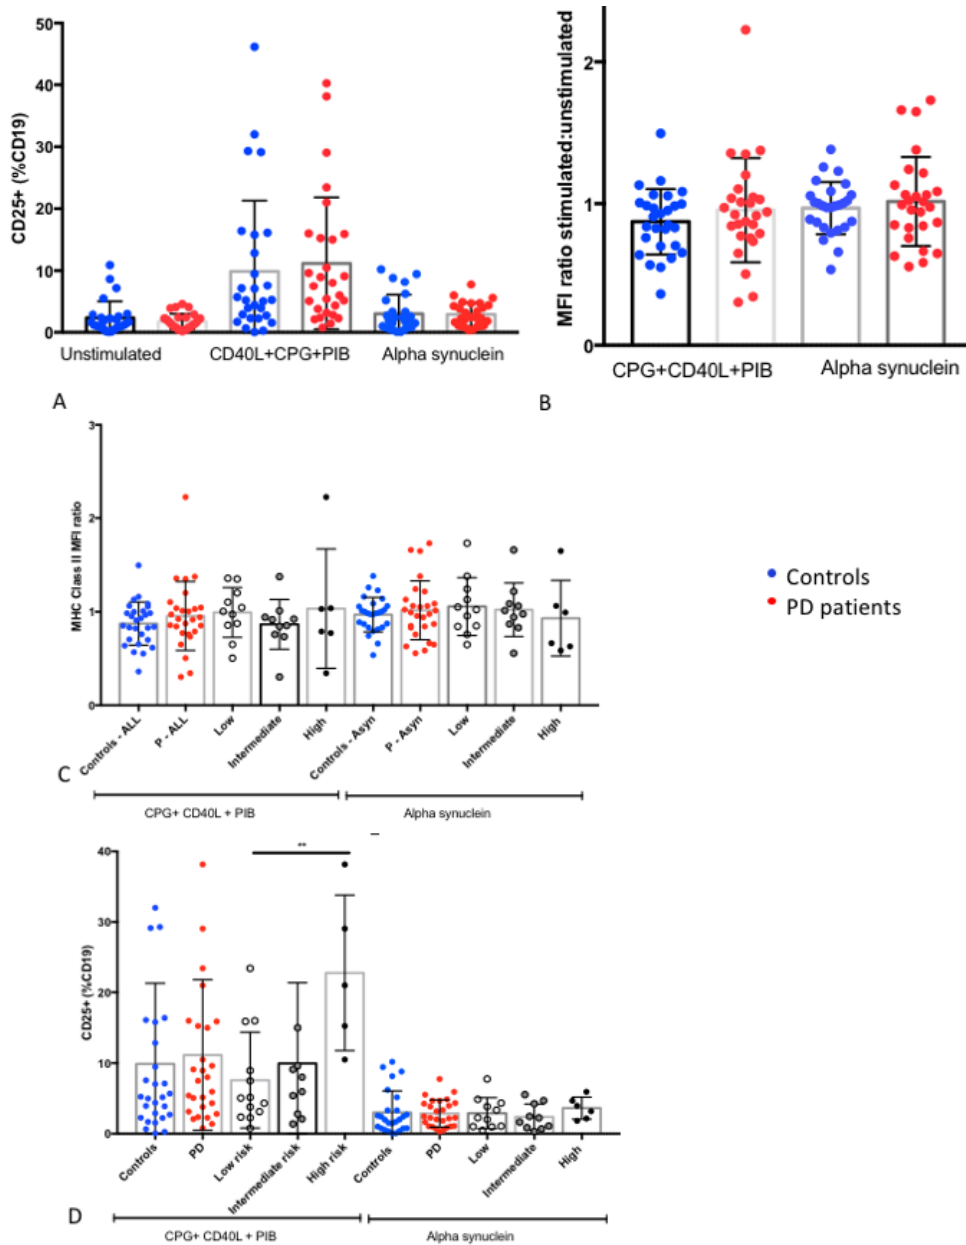 50
40
30
20
10
0
CD25+ (%CD19)
Unstimulated
CD40L+CPG+PIB
Alpha synuclein
A
2
1
0
MFI ratio stimulated:unstimulated
CPG+CD40L+PIB
Alpha synuclein
B
3
2
1
0
MHC Class II MFI ratio
Controls - ALL
P - ALL
Low
Intermediate
High
Controls - Asyn
P - Asyn
Low
Intermediate
High
C
CPG+ CD40L + PIB
Alpha synuclein
Controls
PD patients
40
30
20
10
0
CD25+ (%CD19)
**
Controls
PD
Low risk
Intermediate risk
High risk
Controls
PD
Low
Intermediate
High
D
CPG+ CD40L + PIB
Alpha synuclein